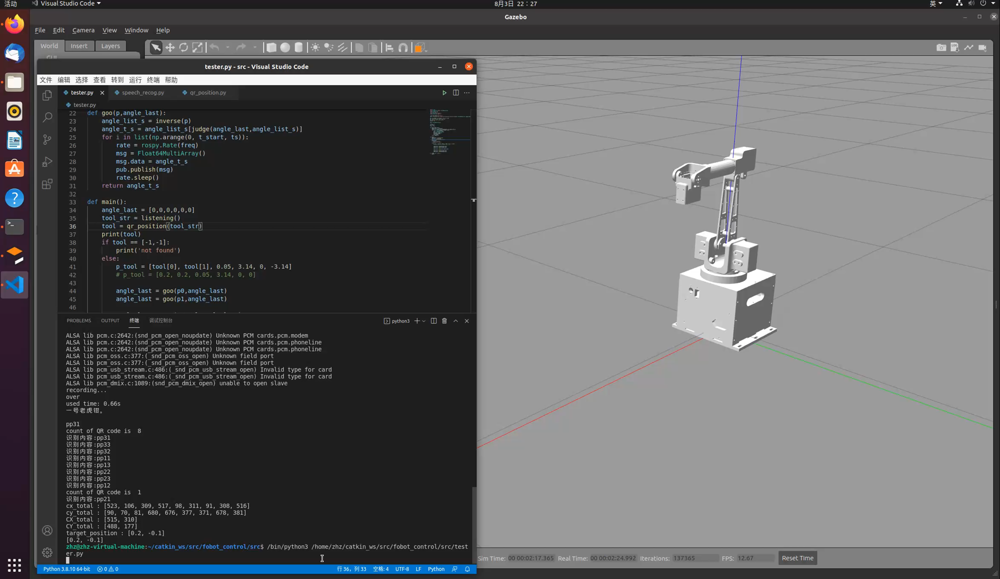 活动
Visual Studio Code
8月3日 22：27
英
Gazebo
File Edit Camera View Window Help
World Insert Layers
GUI
tester.py - src - Visual Studio Code
文件 编辑 选择 查看 转到 运行 终端 帮助
tester.py speech_recog.py qr_position.py
tester.py
22 def goo(p,angle_last):
23 angle_list_s = inverse(p)
24 angle_t_s = angle_list_s[judge(angle_last,angle_list_s)]
25 for i in list(np.arange(0, t_start, ts)):
26 rate = rospy.Rate(freq)
27 msg = Float64MultiArray()
28 msg.data = angle_t_s
29 pub.publish(msg)
30 rate.sleep()
31 return angle_t_s
32
33 def main():
34 angle_last = [0,0,0,0,0,0]
35 tool_str = listening()
36 tool = qr_position(tool_str)
37 print(tool)
38 if tool == [-1,-1]:
39 print('not found')
40 else:
41 p_tool = [tool[0], tool[1], 0.05, 3.14, 0, -3.14]
42 # p_tool = [0.2, 0.2, 0.05, 3.14, 0, 0]
43
44 angle_last = goo(p0,angle_last)
45 angle_last = goo(p1,angle_last)
46
PROBLEMS OUTPUT 终端 调试控制台 python3
ALSA lib pcm.c:2642:(snd_pcm_open_noupdate) Unknown PCM cards.pcm.modem
ALSA lib pcm.c:2642:(snd_pcm_open_noupdate) Unknown PCM cards.pcm.phoneline
ALSA lib pcm.c:2642:(snd_pcm_open_noupdate) Unknown PCM cards.pcm.phoneline
ALSA lib pcm_oss.c:377:(_snd_pcm_oss_open) Unknown field port
ALSA lib pcm_oss.c:377:(_snd_pcm_oss_open) Unknown field port
ALSA lib pcm_usb_stream.c:486:(_snd_pcm_usb_stream_open) Invalid type for card
ALSA lib pcm_usb_stream.c:486:(_snd_pcm_usb_stream_open) Invalid type for card
ALSA lib pcm_dmix.c:1089:(snd_pcm_dmix_open) unable to open slave
recording...
over
used time: 0.66s
一号老虎钳。
pp31
count of QR code is 8
识别内容:pp31
识别内容:pp33
识别内容:pp32
识别内容:pp11
识别内容:pp13
识别内容:pp22
识别内容:pp23
识别内容:pp12
count of QR code is 1
识别内容:pp21
cx_total : [523, 106, 309, 517, 98, 311, 91, 308, 516]
cy_total : [90, 70, 81, 680, 676, 377, 371, 678, 381]
CX_total : [515, 310]
CY_total : [488, 177]
target_position : [0.2, -0.1]
[0.2, -0.1]
zhz@zhz-virtual-machine:~/catkin_ws/src/fobot_control/src$ /bin/python3 /home/zhz/catkin_ws/src/fobot_control/src/test
er.py
Python 3.8.10 64-bit 0 0 行 36，列 33 空格: 4 UTF-8 LF Python
Sim Time: 00 00:02:17.365 Real Time: 00 00:02:24.992 Iterations: 137365 FPS: 12.67 Reset Time